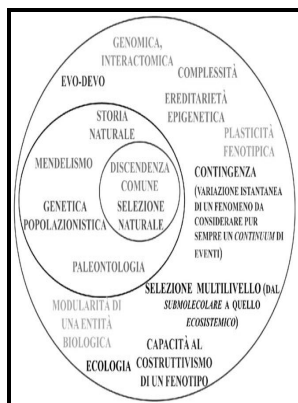 GENOMICA,
INTERACTOMICA
COMPLESSITÀ
EVO-DEVO
EREDITARIETÀ
EPIGENETICA
STORIA
NATURALE
PLASTICITÀ
FENOTIPICA
MENDELISMO
DISCENDENZA
COMUNE
SELEZIONE
NATURALE
CONTINGENZA
(VARIAZIONE ISTANTANEA
DI UN FENOMENO DA
CONSIDERARE PUR
SEMPRE UN CONTINUUM DI
EVENTI)
GENETICA
POPOLAZIONISTICA
PALEONTOLOGIA
SELEZIONE MULTILIVELLO (DAL
SUBMOLECOLARE A QUELLO
ECOSISTEMICO)
MODULARITÀ DI
UNA ENTITÀ
BIOLOGICA
CAPACITÀ AL
COSTRUTTIVISMO
DI UN FENOTIPO
ECOLOGIA